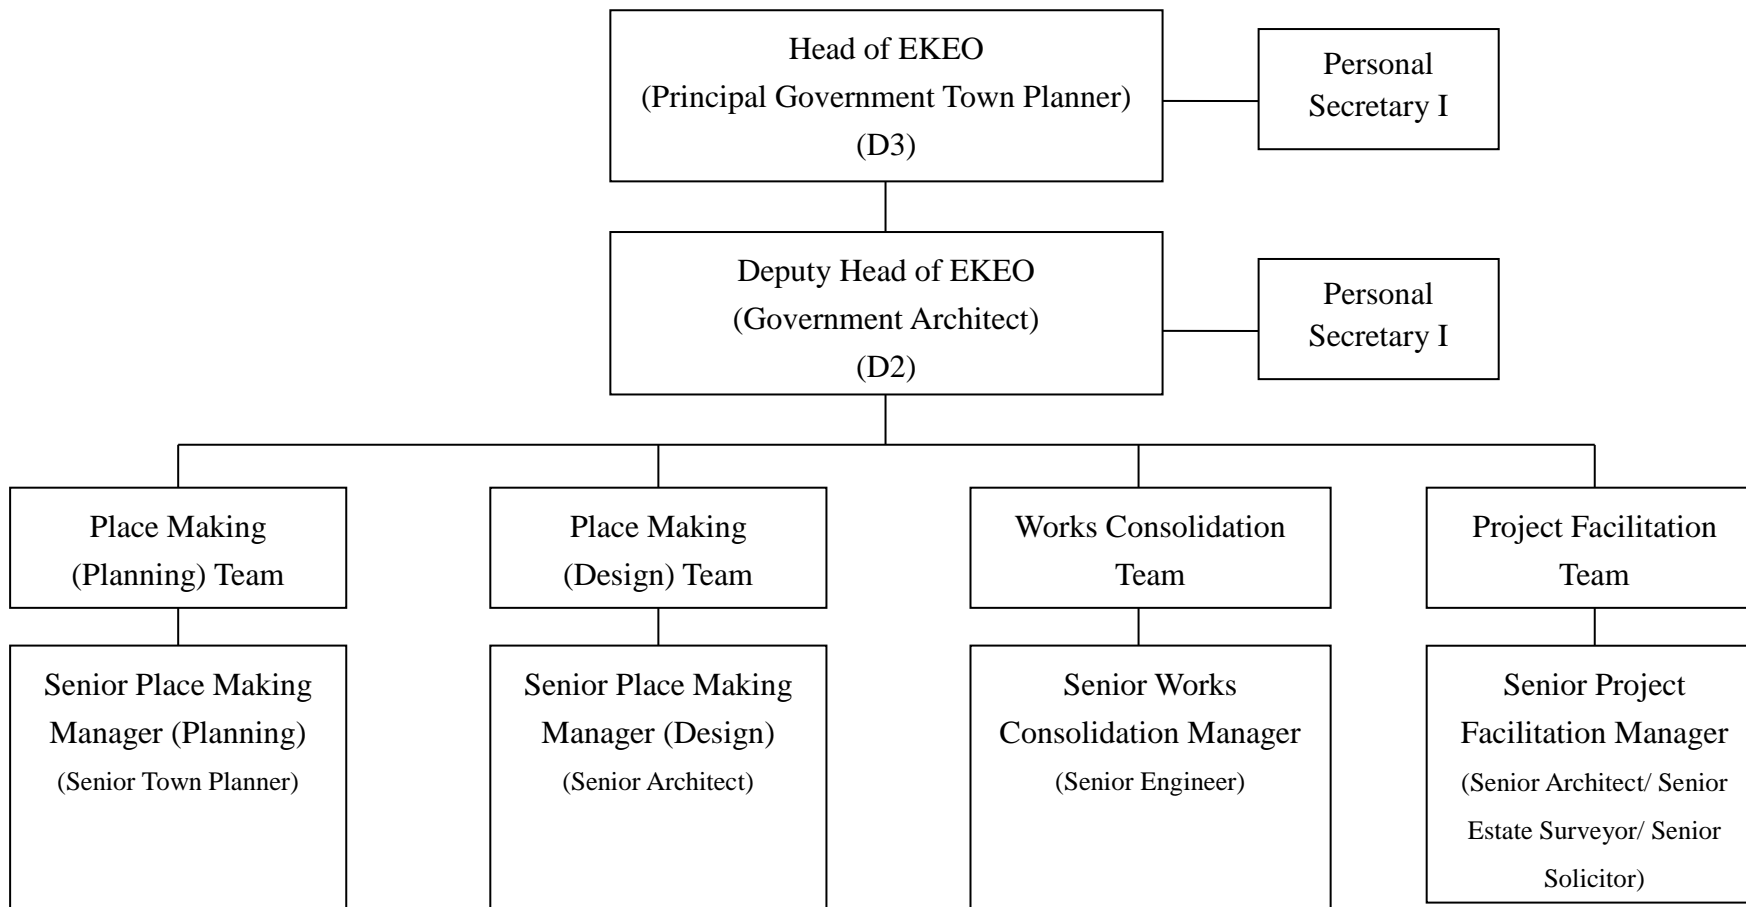 Head of EKEO
(Principal Government Town Planner)
(D3)
Personal
Secretary I
Deputy Head of EKEO
(Government Architect)
(D2)
Personal
Secretary I
Place Making
(Planning) Team
Place Making
(Design) Team
Works Consolidation
Team
Project Facilitation
Team
Senior Place Making
Manager (Planning)
(Senior Town Planner)
Senior Place Making
Manager (Design)
(Senior Architect)
Senior Works
Consolidation Manager
(Senior Engineer)
Senior Project
Facilitation Manager
(Senior Architect/ Senior
Estate Surveyor/ Senior
Solicitor)